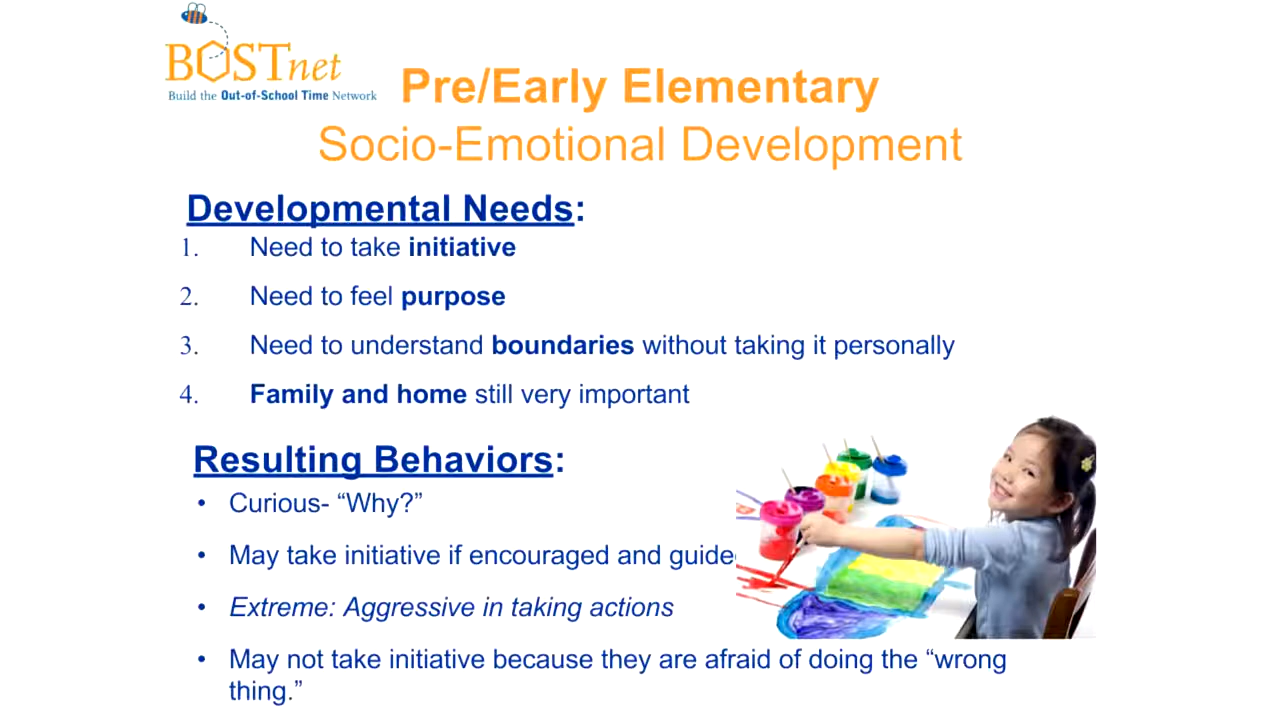 BOSTnet
Build the Out-of-School Time Network
Pre/Early Elementary
Socio-Emotional Development
Developmental Needs:
1. Need to take initiative
2. Need to feel purpose
3. Need to understand boundaries without taking it personally
4. Family and home still very important
Resulting Behaviors:
• Curious- “Why?”
• May take initiative if encouraged and guide
• Extreme: Aggressive in taking actions
• May not take initiative because they are afraid of doing the “wrong
thing.”